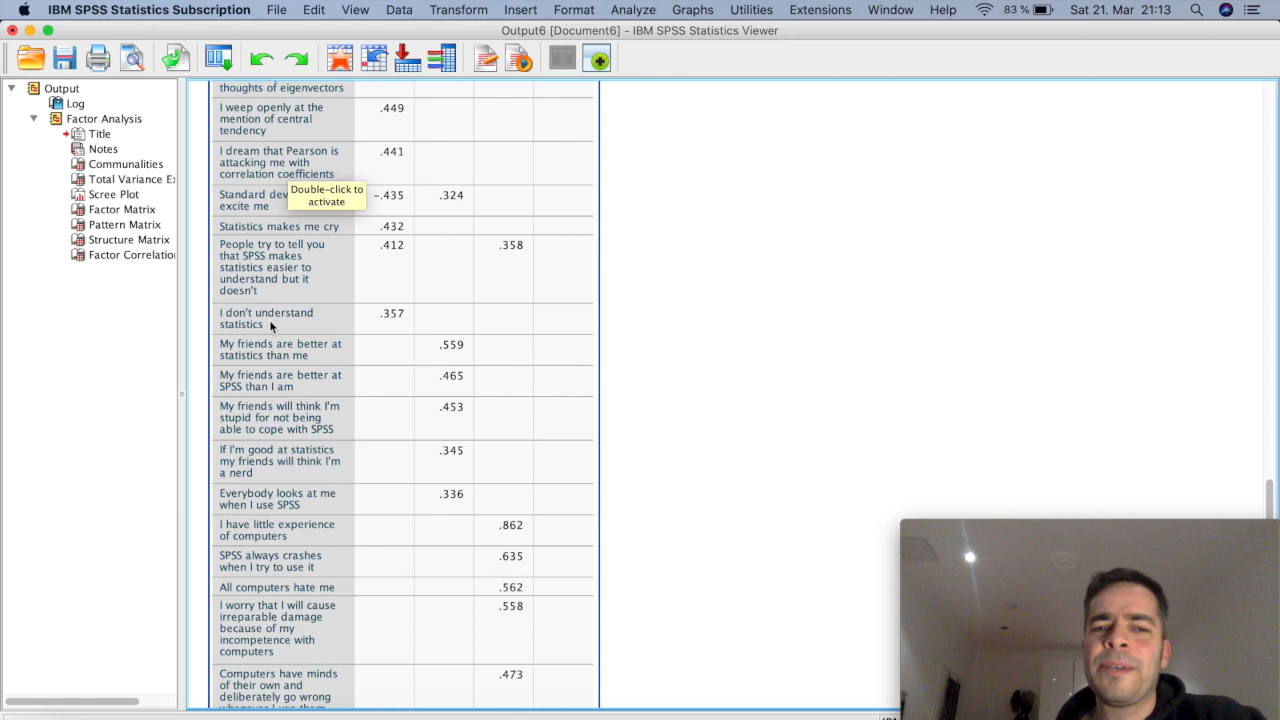 IBM SPSS Statistics Subscription File Edit View Data Transform Insert Format Analyze Graphs Utilities Extensions Window Help 83 % Sat 21. Mar 21:13
Output6 [Document6] - IBM SPSS Statistics Viewer
Output
Log
Factor Analysis
Title
Notes
Communalities
Total Variance Ex
Scree Plot
Factor Matrix
Pattern Matrix
Structure Matrix
Factor Correlation
thoughts of eigenvectors
I weep openly at the .449
mention of central
tendency
I dream that Pearson is .441
attacking me with
correlation coefficients
Double-click to
activate
Standard dev -.435 .324
excite me
Statistics makes me cry .432
People try to tell you .412 .358
that SPSS makes
statistics easier to
understand but it
doesn't
I don't understand .357
statistics
My friends are better at .559
statistics than me
My friends are better at .465
SPSS than I am
My friends will think I'm .453
stupid for not being
able to cope with SPSS
If I'm good at statistics .345
my friends will think I'm
a nerd
Everybody looks at me .336
when I use SPSS
I have little experience .862
of computers
SPSS always crashes .635
when I try to use it
All computers hate me .562
I worry that I will cause .558
irreparable damage
because of my
incompetence with
computers
Computers have minds .473
of their own and
deliberately go wrong
whenever I use them